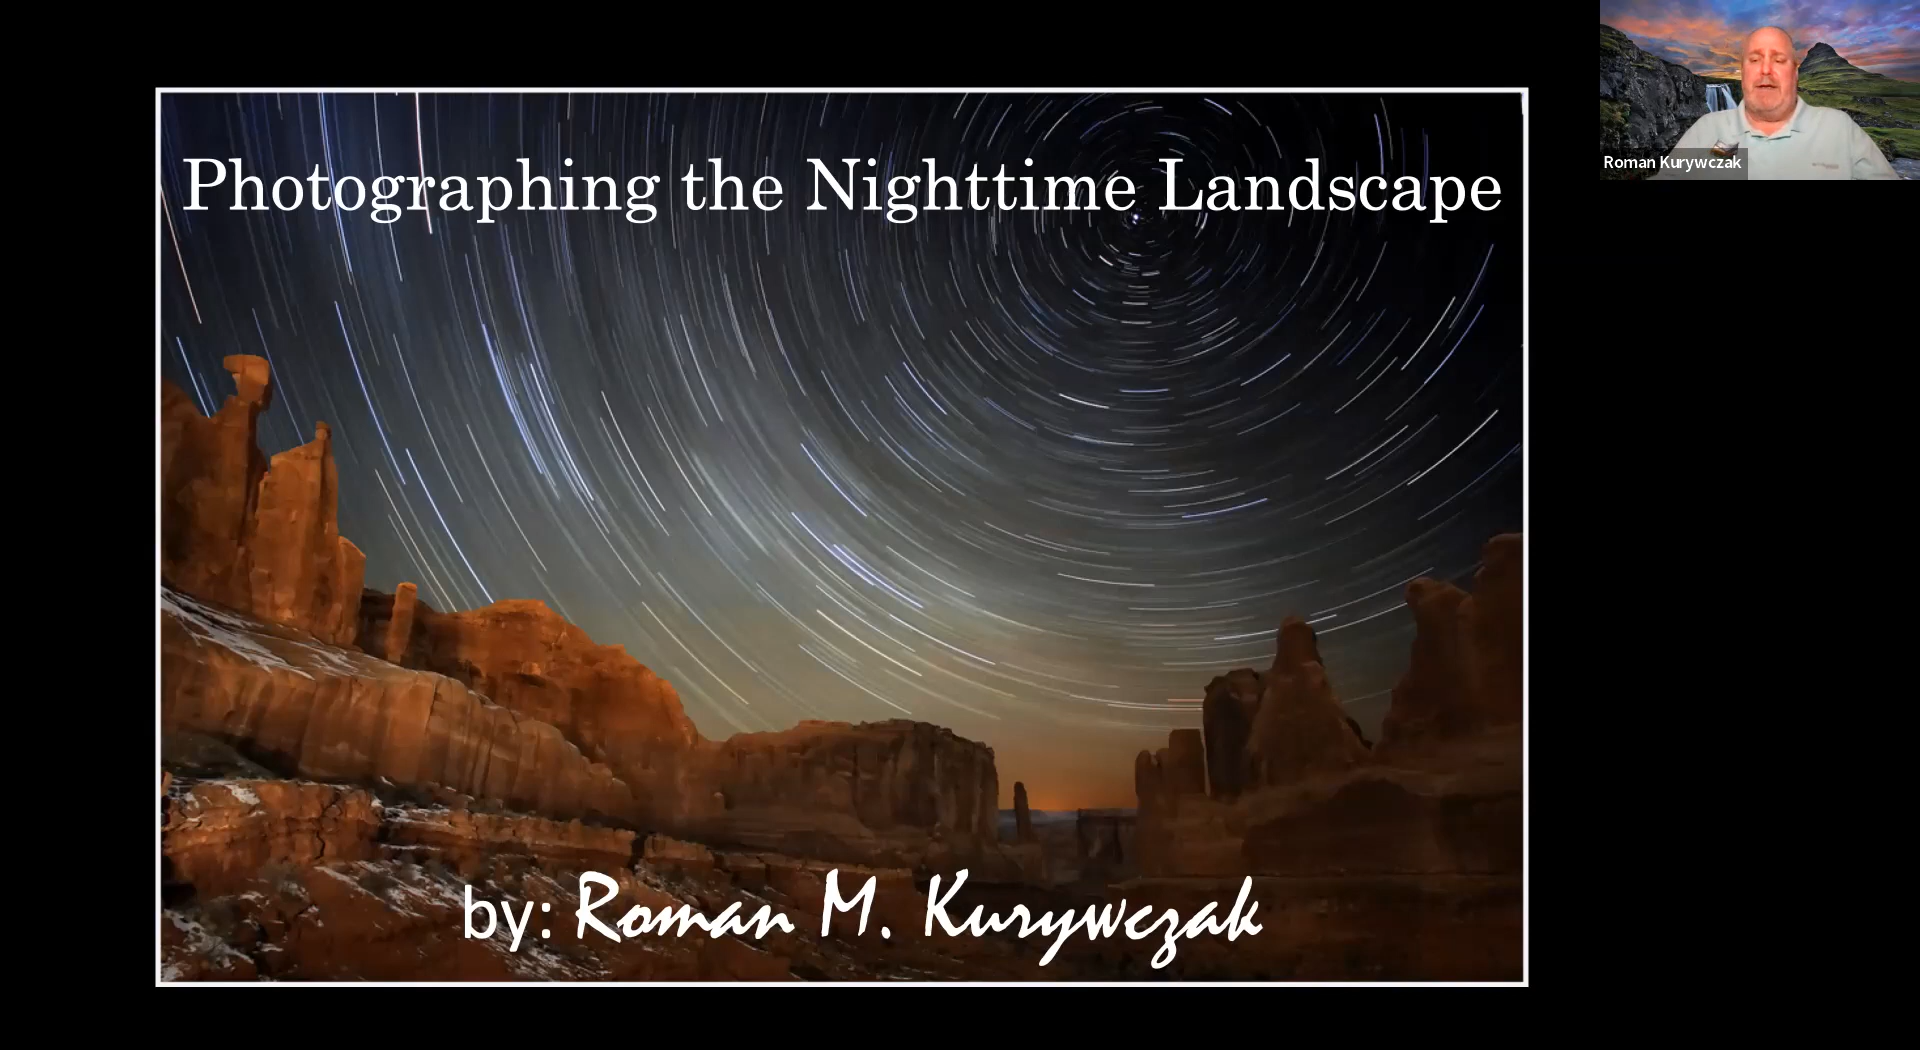 Photographing the Nighttime Landscape
by: Roman M. Kurywczak
Roman Kurywczak